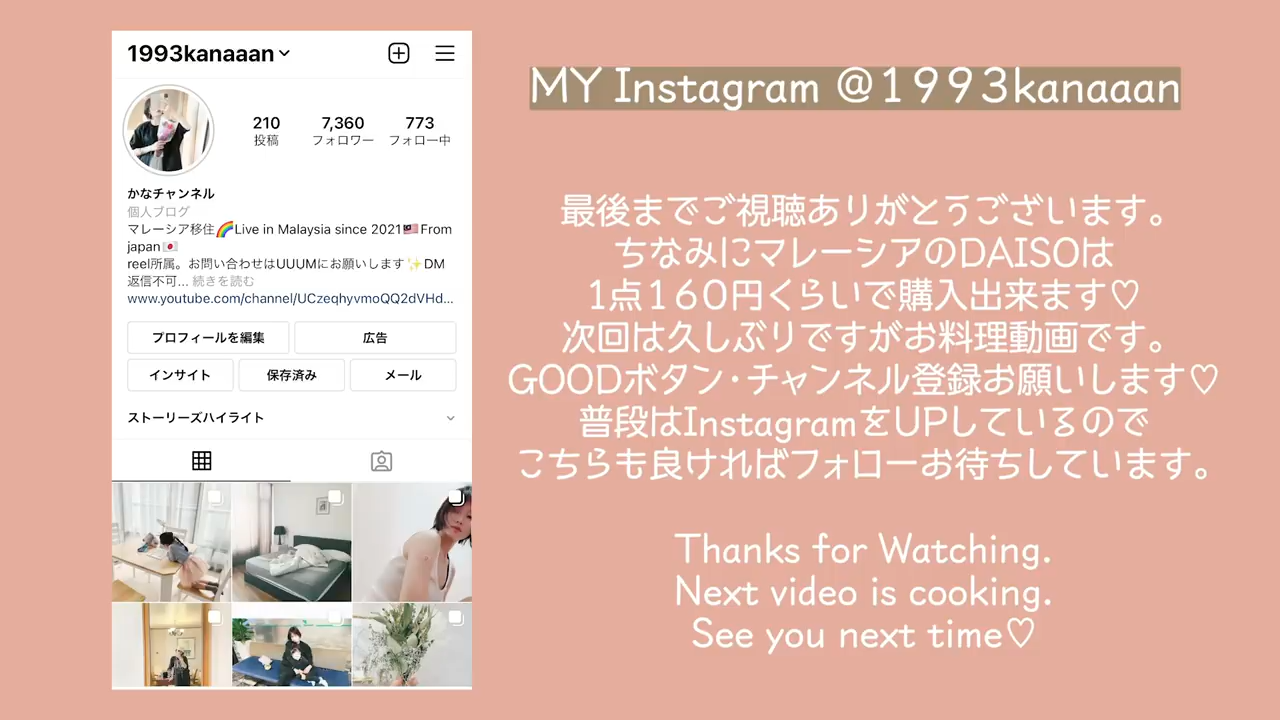 1993kanaaan
210
7,360
773
投稿
フォロワー
フォロー中
かなチャンネル
個人ブログ
マレーシア移住🌈Live in Malaysia since 2021🇲🇾From
japan🇯🇵
reel所属。お問い合わせはUUUMにお願いします✨DM
返信不可... 続きを読む
www.youtube.com/channel/UCzeqhyvmoQQ2dVHd...
プロフィールを編集
広告
インサイト
保存済み
メール
ストーリーズハイライト
MY Instagram @１９９３kanaaan
最後までご視聴ありがとうございます。
ちなみにマレーシアのDAISOは
1点１６０円くらいで購入出来ます♡
次回は久しぶりですがお料理動画です。
GOODボタン・チャンネル登録お願いします♡
普段はInstagramをUPしているので
こちらも良ければフォローお待ちしています。
Thanks for Watching.
Next video is cooking.
See you next time♡